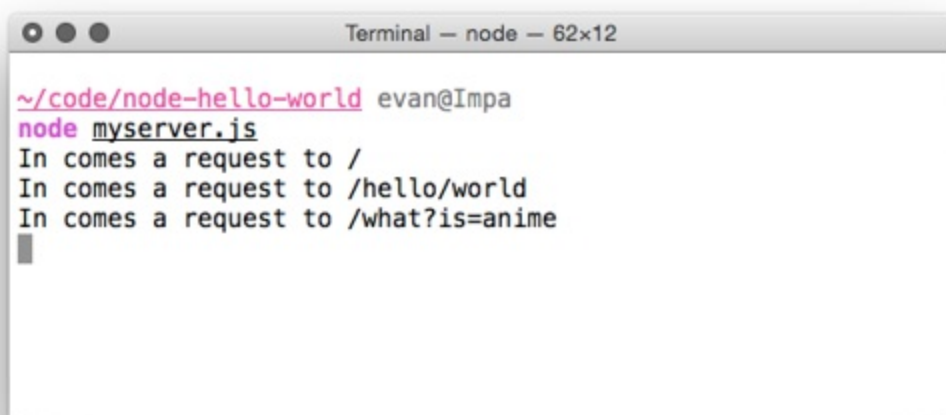 Terminal — node — 62×12
~/code/node-hello-world evan@Impa
node myserver.js
In comes a request to /
In comes a request to /hello/world
In comes a request to /what?is=anime